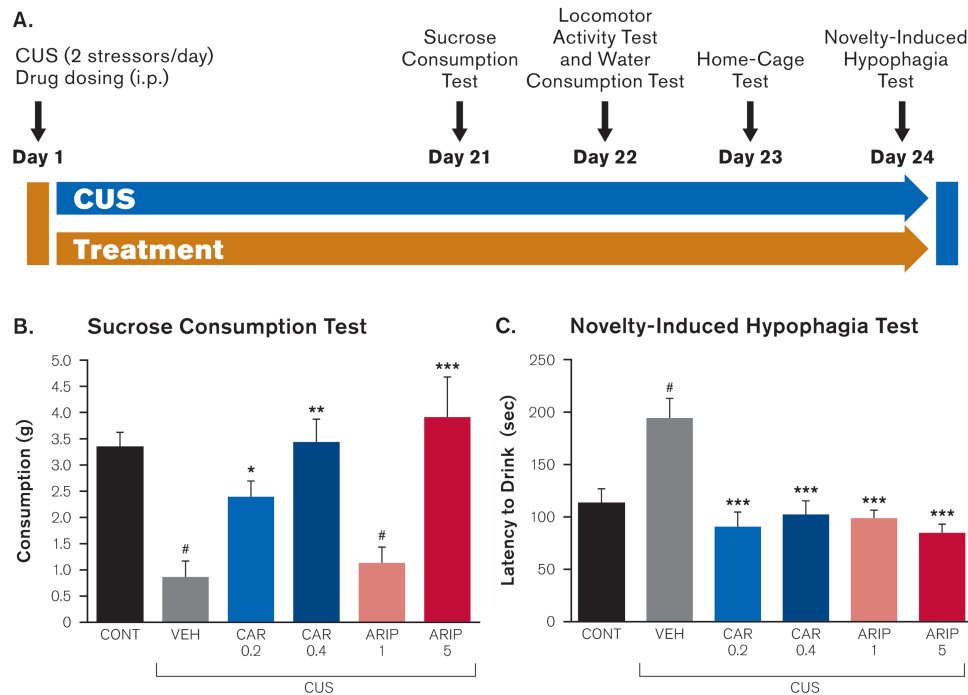 A.
CUS (2 stressors/day)
Drug dosing (i.p.)
Sucrose
Consumption
Test
Locomotor
Activity Test
and Water
Consumption Test
Home-Cage
Test
Novelty-Induced
Hypophagia
Test
Day 1
Day 21
Day 22
Day 23
Day 24
CUS
Treatment
B.
Sucrose Consumption Test
Consumption (g)
5.0
4.5
4.0
3.5
3.0
2.5
2.0
1.5
1.0
0.5
0
#
*
**
#
***
CONT
VEH
CAR
0.2
CAR
0.4
ARIP
1
ARIP
5
CUS
C.
Novelty-Induced Hypophagia Test
Latency to Drink (sec)
250
200
150
100
50
0
#
***
***
***
***
CONT
VEH
CAR
0.2
CAR
0.4
ARIP
1
ARIP
5
CUS